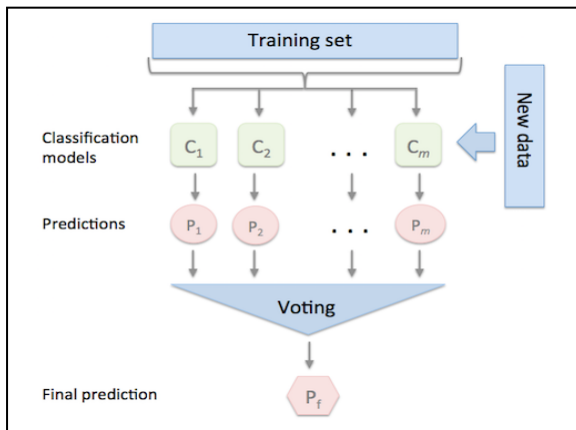 Training set
Classification
models
C1 C2 . . . Cm
New data
Predictions
P1 P2 . . . Pm
Voting
Final prediction
Pf